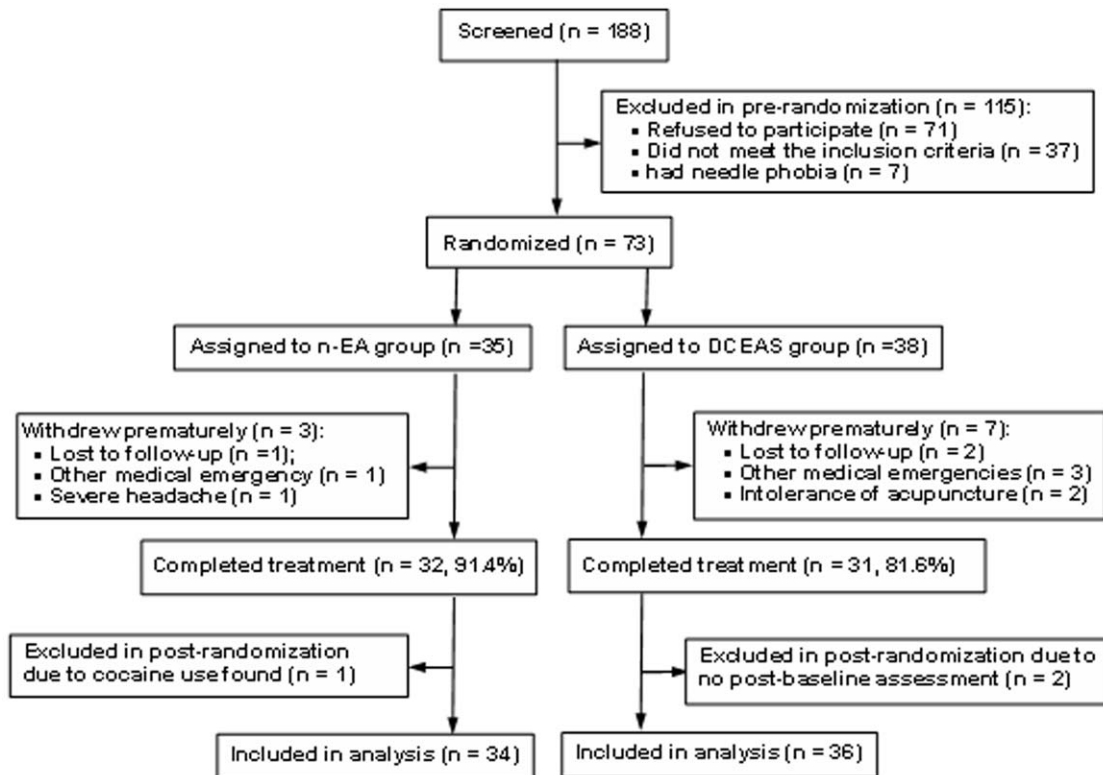 Screened (n = 188)
Excluded in pre-randomization (n = 115):
▪ Refused to participate (n = 71)
▪ Did not meet the inclusion criteria (n = 37)
▪ had needle phobia (n = 7)
Randomized (n = 73)
Assigned to n-EA group (n =35)
Assigned to DCEAS group (n =38)
Withdrew prematurely (n = 3):
▪ Lost to follow-up (n =1);
▪ Other medical emergency (n = 1)
▪ Severe headache (n = 1)
Withdrew prematurely (n = 7):
▪ Lost to follow-up (n = 2)
▪ Other medical emergencies (n = 3)
▪ Intolerance of acupuncture (n = 2)
Completed treatment (n = 32, 91.4%)
Completed treatment (n = 31, 81.6%)
Excluded in post-randomization
due to cocaine use found (n = 1)
Excluded in post-randomization due to
no post-baseline assessment (n = 2)
Included in analysis (n = 34)
Included in analysis (n = 36)